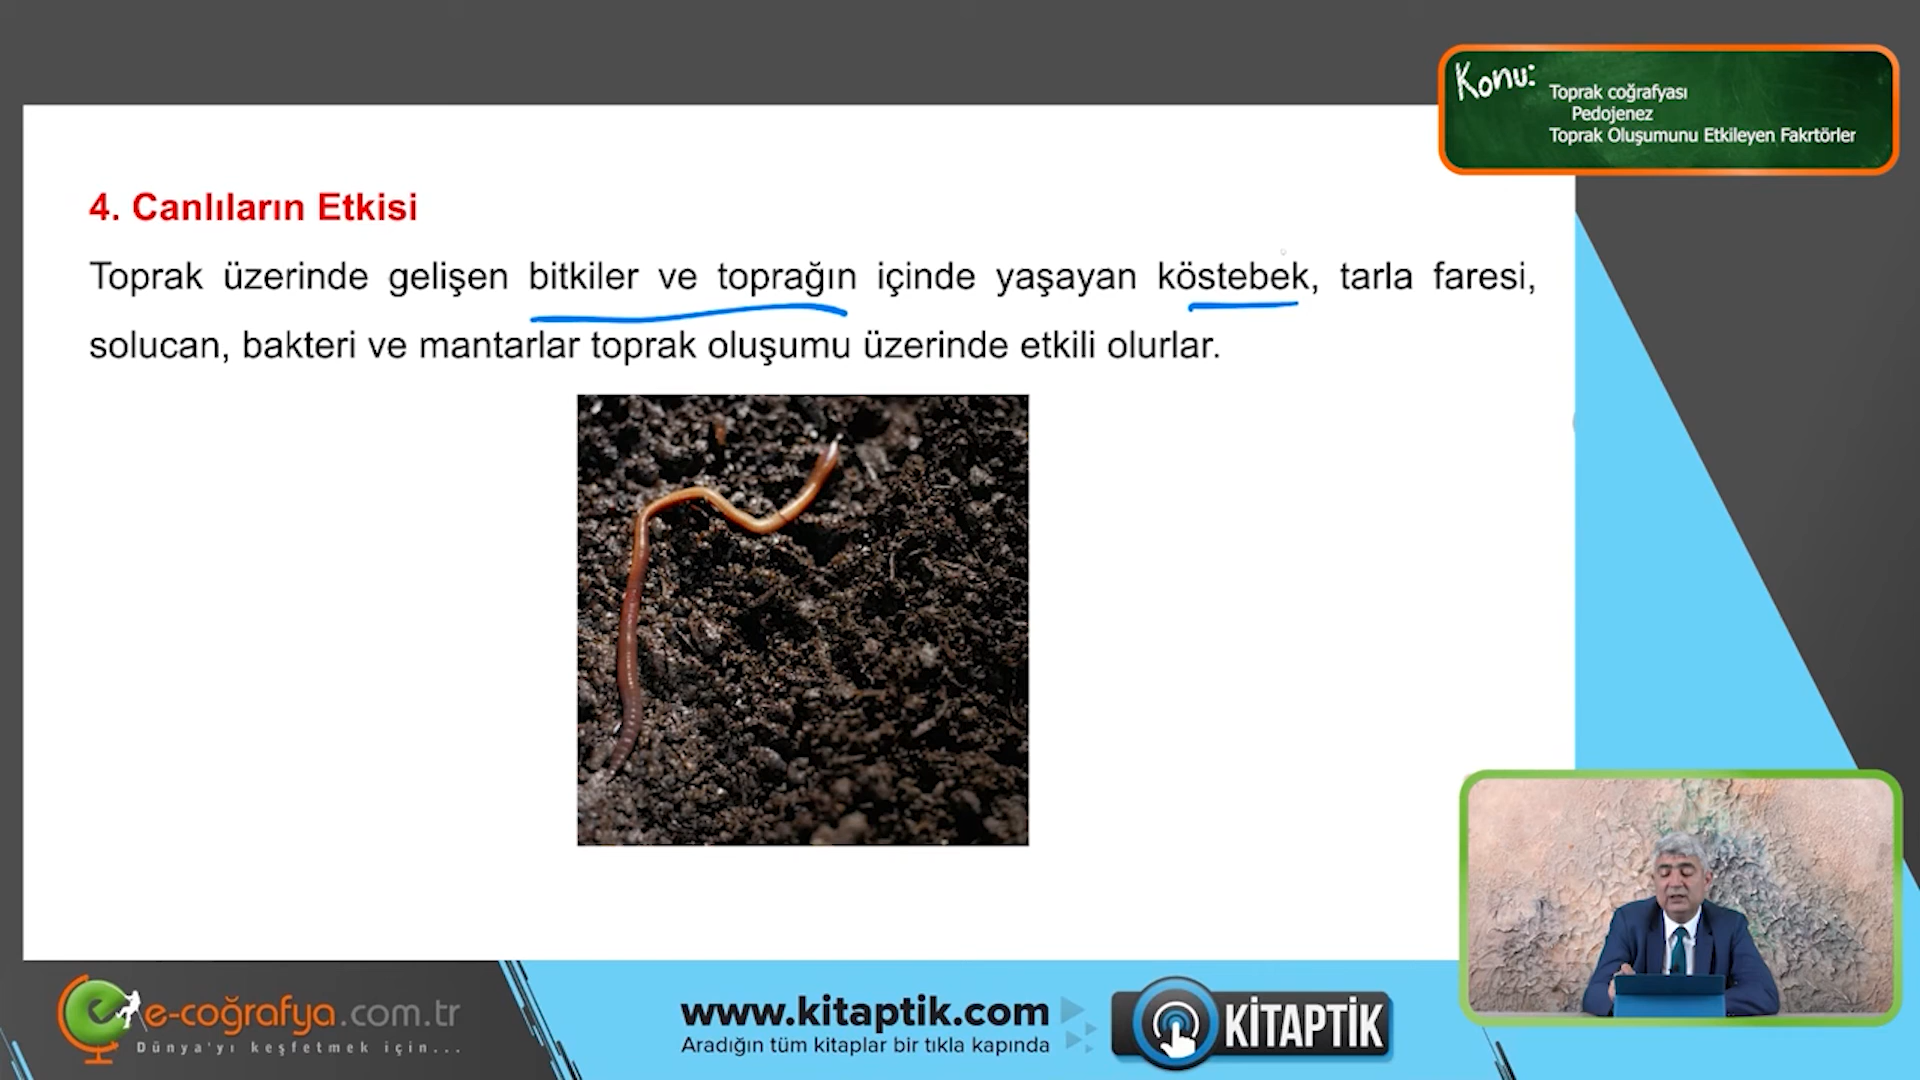 Konu:
Toprak coğrafyası
Pedojenez
Toprak Oluşumunu Etkileyen Fakrtörler
4. Canlıların Etkisi
Toprak üzerinde gelişen bitkiler ve toprağın içinde yaşayan köstebek, tarla faresi,
solucan, bakteri ve mantarlar toprak oluşumu üzerinde etkili olurlar.
e-coğrafya.com.tr
Dünya'yı keşfetmek için...
www.kitaptik.com
Aradığın tüm kitaplar bir tıkla kapında
KİTAPTIK